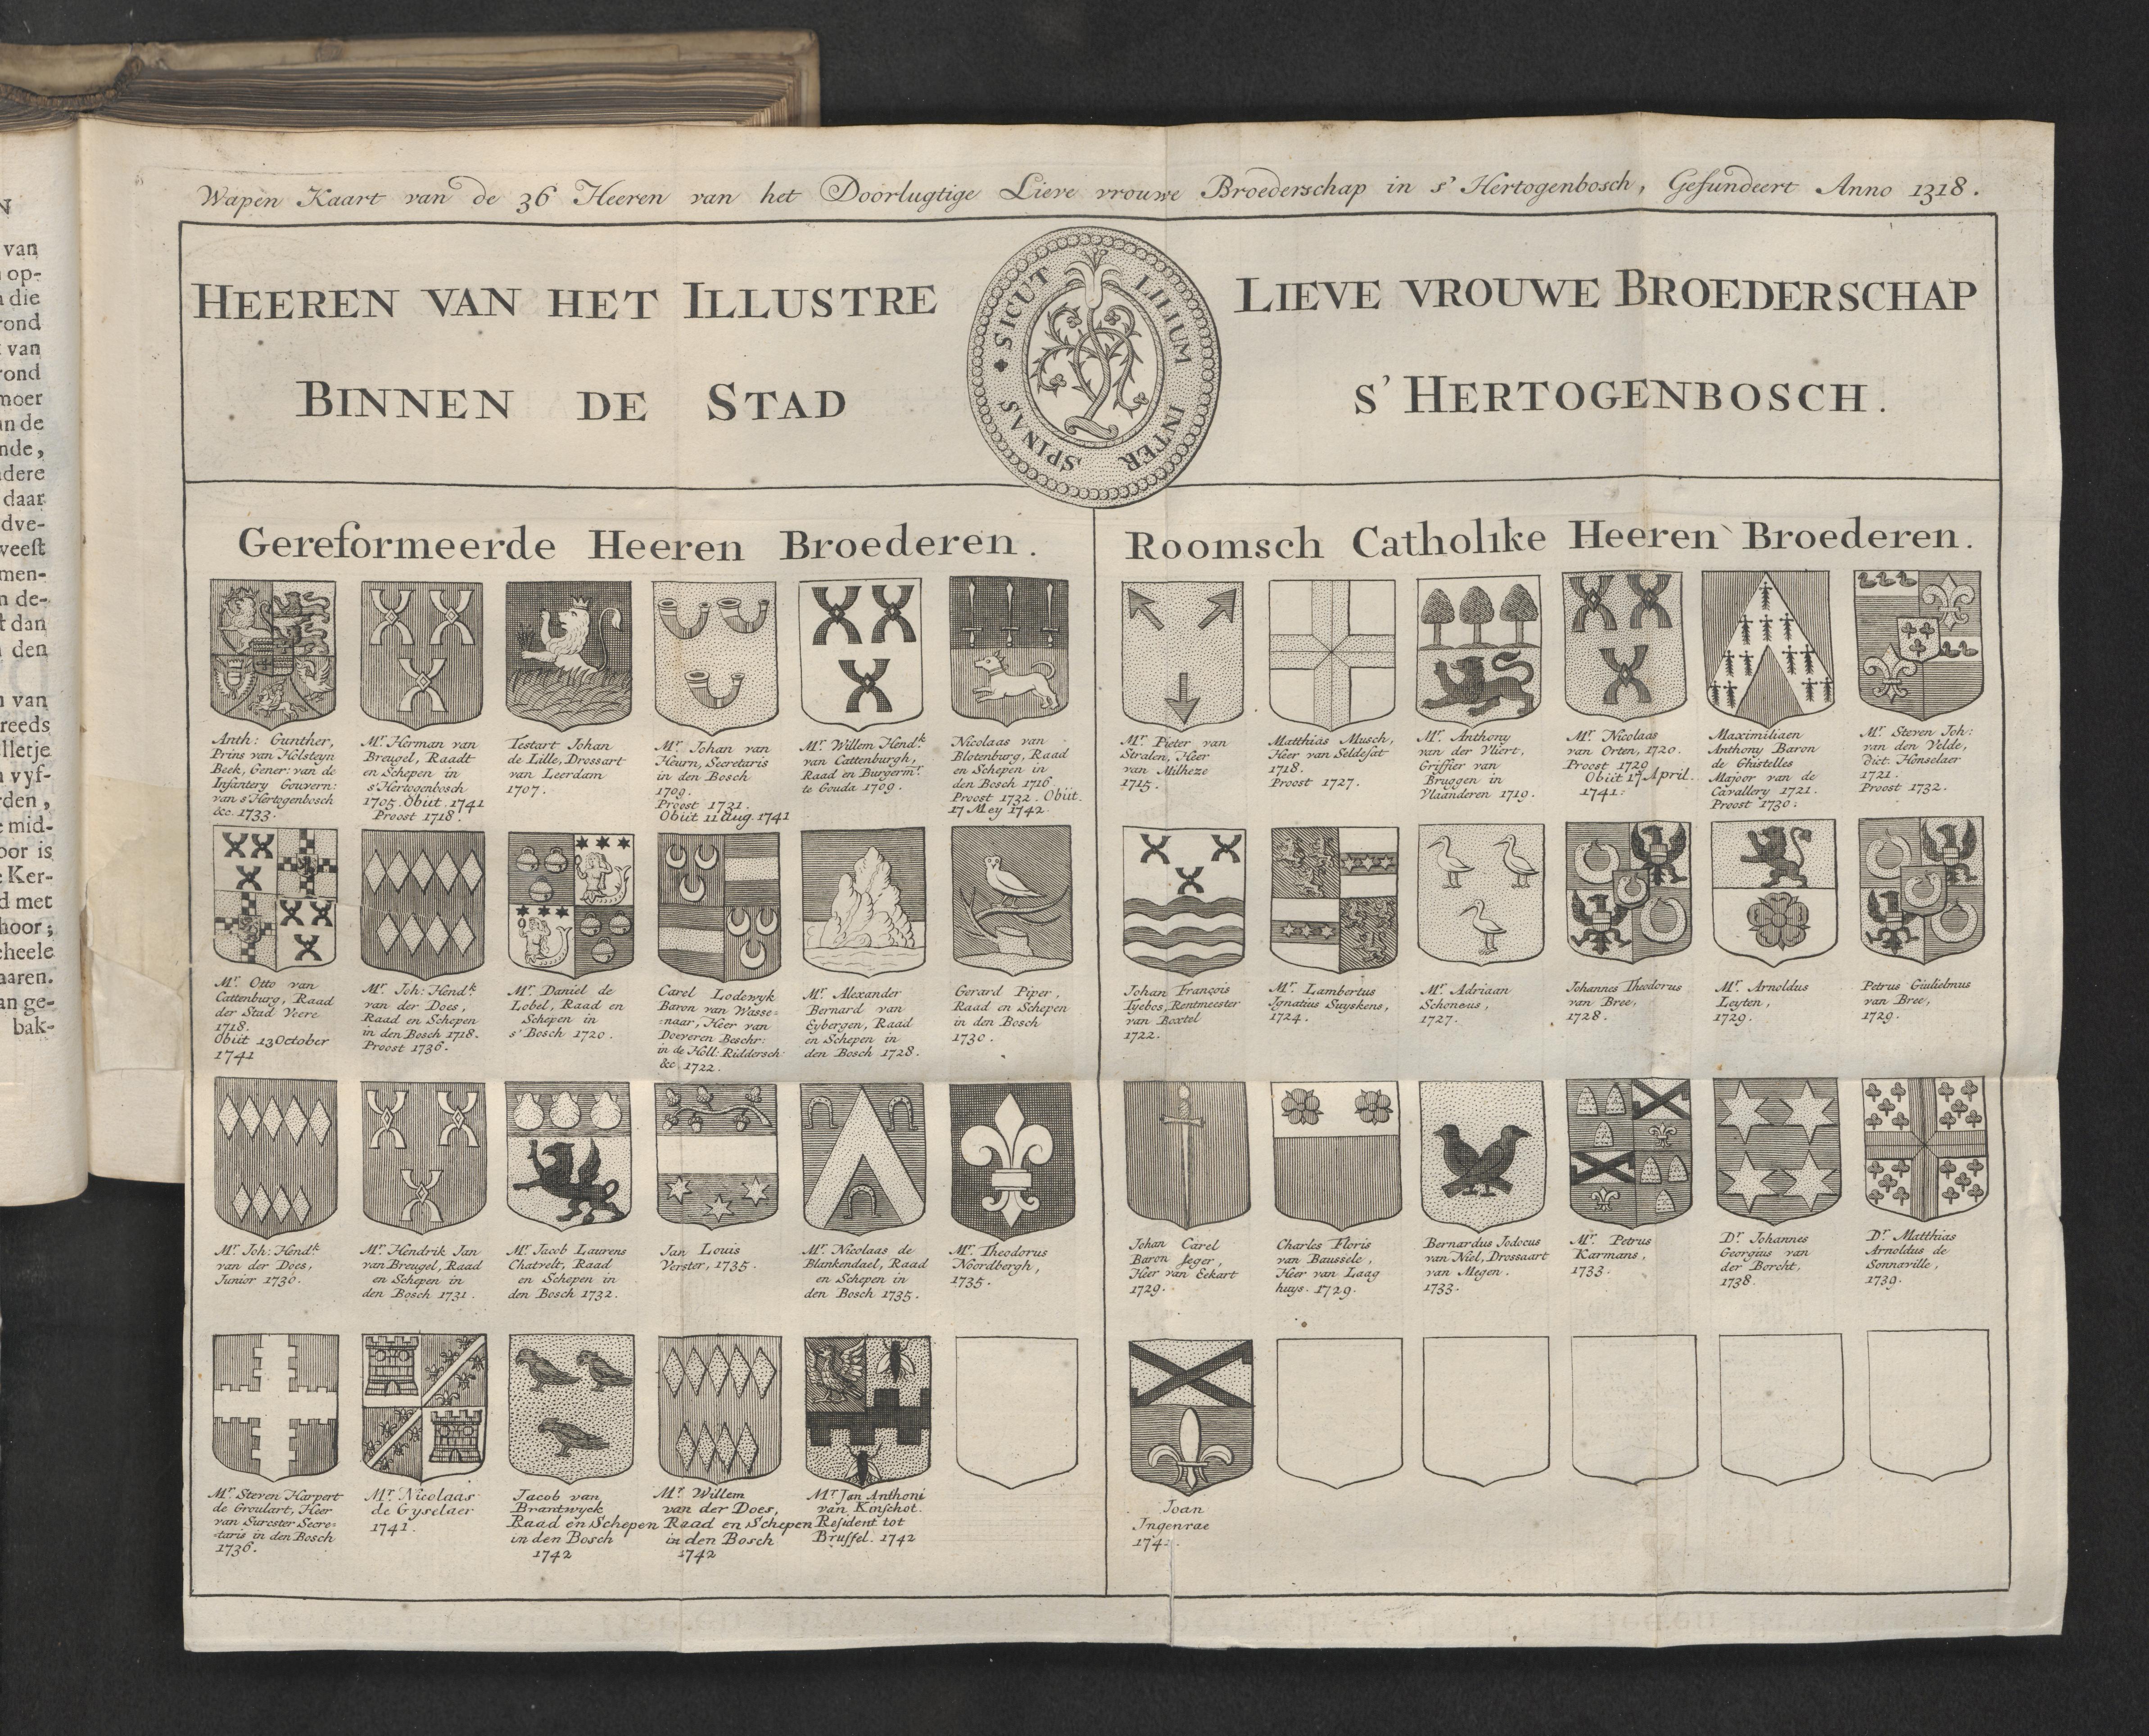 N
van
op-
die
rond
van
rond
moer
an de
nde,
ndere
daar
dve-
weeſt
men-
n de-
t dan
den
van
reeds
lletje
vyf-
rden,
mid-
oor is
Ker-
d met
hoor;
cheele
aaren.
an ge-
bak-
Wapen Kaart van de 36 Heeren van het Doorlugtige Lieve vrouwe Broederschap in s' Hertogenbosch, Gefundeert Anno 1318.
HEEREN VAN HET ILLUSTRE
LIEVE VROUWE BROEDERSCHAP
BINNEN DE STAD
S' HERTOGENBOSCH.
SICUT LILIUM INTER SPINAS
Gereformeerde Heeren Broederen.
Anth: Gunther,
Prins van Holsteyn
Beek, Gener: van de
Infantery Gouvern:
van s'Hertogenbosch
&c. 1733.
Mr. Herman van
Breugel, Raadt
en Schepen in
s'Hertogenbosch
1705. Obiit. 1741
Proost 1718.
Testart Johan
de Lille, Drossart
van Leerdam
1707.
Mr. Johan van
Heurn, Secretaris
in den Bosch
1709.
Proost 1731.
Obiit 11 Aug. 1741
Mr. Willem Hendk.
van Cattenburgh,
Raad en Burgermr.
te Gouda 1709.
Nicolaas van
Blotenburg, Raad
en Schepen in
den Bosch 1716
Proost 1732. Obiit.
17 Mey 1742
Mr. Otto van
Cattenburg, Raad
der Stad Veere
1718.
Obiit 13 October
1741
Mr. Joh: Hendk.
van der Does,
Raad en Schepen
in den Bosch 1718.
Proost 1736.
Mr. Daniel de
Lobel, Raad en
Schepen in
s' Bosch 1720.
Carel Lodewyk
Baron van Wasse=
=naar, Heer van
Doeveren Beschr:
in de Holl: Riddersch:
&c. 1722.
Mr. Alexander
Bernard van
Eybergen, Raad
en Schepen in
den Bosch 1728.
Gerard Piper,
Raad en Schepen
in den Bosch
1730.
Mr. Joh: Hendk.
van der Does,
Junior 1730.
Mr. Hendrik Jan
van Breugel, Raad
en Schepen in
den Bosch 1731.
Mr. Jacob Laurens
Chatvelt, Raad
en Schepen in
den Bosch 1732.
Jan Louis
Verster, 1735.
Mr. Nicolaas de
Blankendael, Raad
en Schepen in
den Bosch 1735.
Mr. Theodorus
Noordbergh,
1735.
Mr. Steven Harpert
de Groulart, Heer
van Surcster Secre=
=taris in den Bosch
1736.
Mr. Nicolaas
de Gyselaer
1741.
Jacob van
Brantwyck
Raad en Schepen
in den Bosch
1742
Mr. Willem
van der Does,
Raad en Schepen
in den Bosch
1742
Mr. Jan Anthoni
van Kinſchot.
Reſident tot
Bruſſel. 1742
Roomsch Catholike Heeren Broederen.
Mr. Pieter van
Stralen, Heer
van Milheze
1715.
Matthias Musch,
Heer van Seldesat
1718.
Proost 1727.
Mr. Anthony
van der Vliert,
Griffier van
Bruggen in
Vlaanderen 1719.
Mr. Nicolaas
van Orten, 1720.
Proost 1729
Obiit 17 April.
1741:
Maximiliaen
Anthony Baron
de Ghistelles
Majoor van de
Cavallery 1721.
Proost 1730:
Mr. Steven Joh:
van den Velde,
dict. Honselaer
1721.
Proost 1732.
Johan François
Tyebos, Rentmeester
van Boxtel
1722.
Mr. Lambertus
Ignatius Suyskens,
1724.
Mr. Adriaan
Schoneus,
1727.
Johannes Theodorus
van Bree,
1728.
Mr. Arnoldus
Leyten,
1729.
Petrus Giulielmus
van Bree,
1729.
Johan Carel
Baron Jeger,
Heer van Eckart
1729.
Charles Floris
van Baussele,
Heer van Laag
huys. 1729.
Bernardus Jodocus
van Niel, Drossaart
van Megen.
1733.
Mr. Petrus
Karmans,
1733.
Dr. Johannes
Georgius van
der Borcht,
1738.
Dr. Matthias
Arnoldus de
Sonnaville,
1739.
Joan
Ingenrae
174